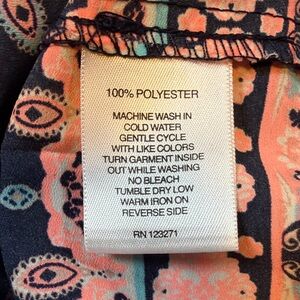 100% POLYESTER
MACHINE WASH IN
COLD WATER
GENTLE CYCLE
WITH LIKE COLORS
TURN GARMENT INSIDE
OUT WHILE WASHING
NO BLEACH
TUMBLE DRY LOW
WARM IRON ON
REVERSE SIDE
RN 123271